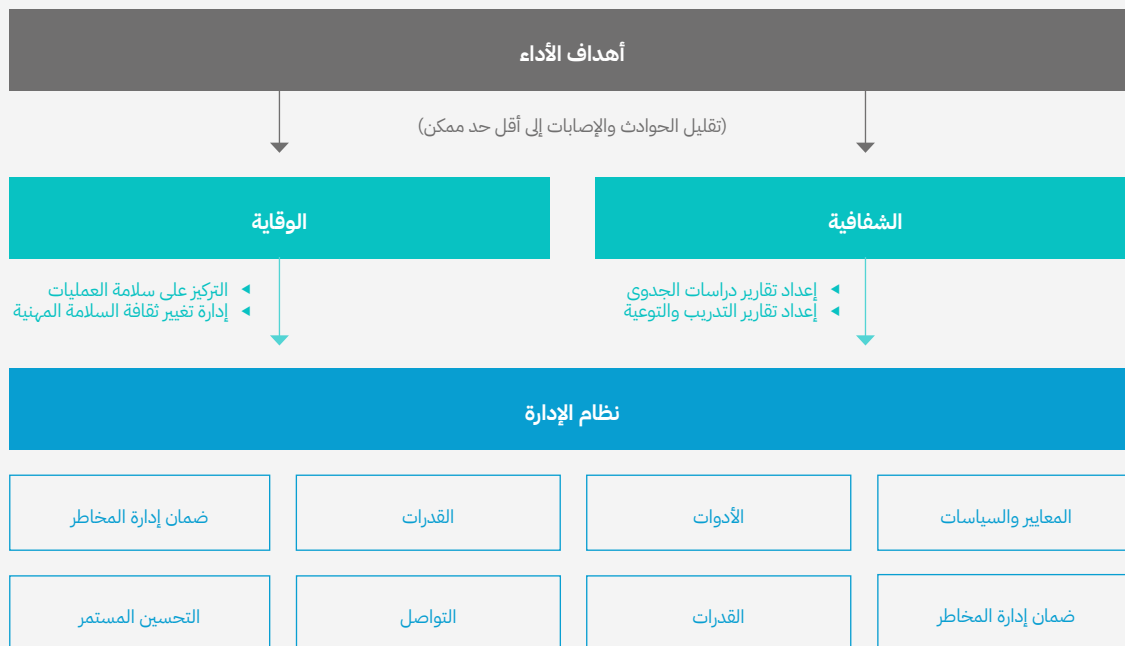 أهداف الأداء
(تقليل الحوادث والإصابات إلى أقل حد ممكن)
الشفافية
الوقاية
إعداد تقارير دراسات الجدوى
إعداد تقارير التدريب والتوعية
التركيز على سلامة العمليات
إدارة تغيير ثقافة السلامة المهنية
نظام الإدارة
المعايير والسياسات
الأدوات
القدرات
ضمان إدارة المخاطر
ضمان إدارة المخاطر
القدرات
التواصل
التحسين المستمر